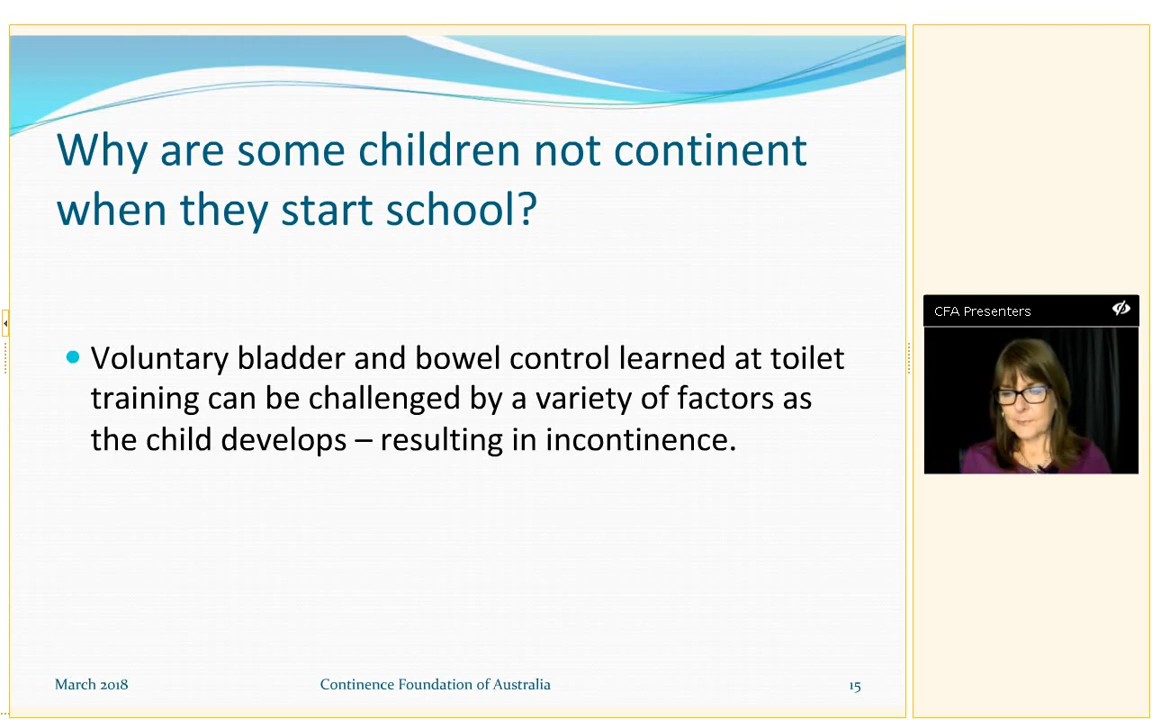 Why are some children not continent
when they start school?
• Voluntary bladder and bowel control learned at toilet
training can be challenged by a variety of factors as
the child develops – resulting in incontinence.
March 2018 Continence Foundation of Australia 15
CFA Presenters